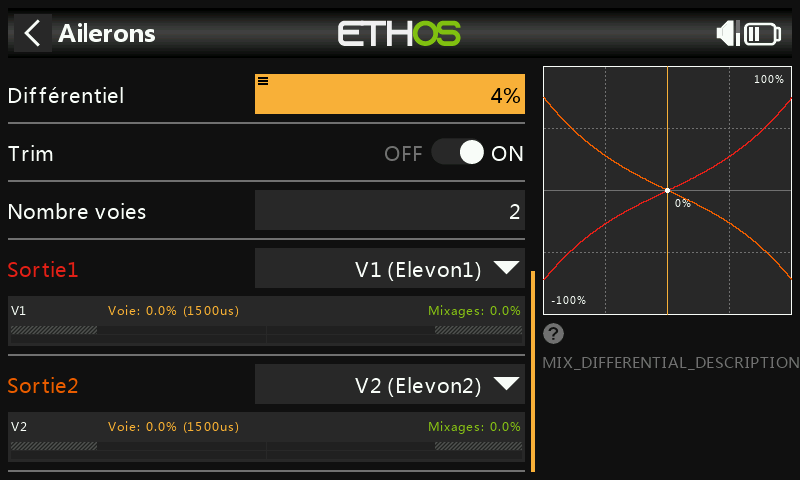 Ailerons
ETHOS
Différentiel
4%
Trim
OFF
ON
Nombre voies
2
Sortie1
V1 (Elevon1)
V1
Voie: 0.0% (1500us)
Mixages: 0.0%
Sortie2
V2 (Elevon2)
V2
Voie: 0.0% (1500us)
Mixages: 0.0%
100%
0%
-100%
?
MIX_DIFFERENTIAL_DESCRIPTION